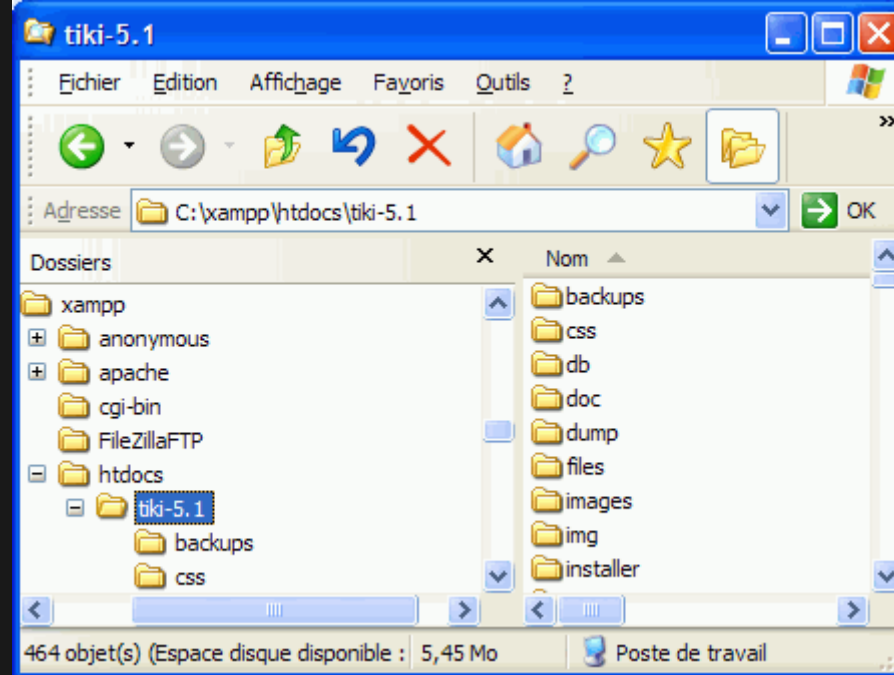 tiki-5.1
Fichier Edition Affichage Favoris Outils ?
»
Adresse C:\xampp\htdocs\tiki-5.1 OK
Dossiers
xampp
anonymous
apache
cgi-bin
FileZillaFTP
htdocs
tiki-5.1
backups
css
Nom
backups
css
db
doc
dump
files
images
img
installer
464 objet(s) (Espace disque disponible : 5,45 Mo Poste de travail